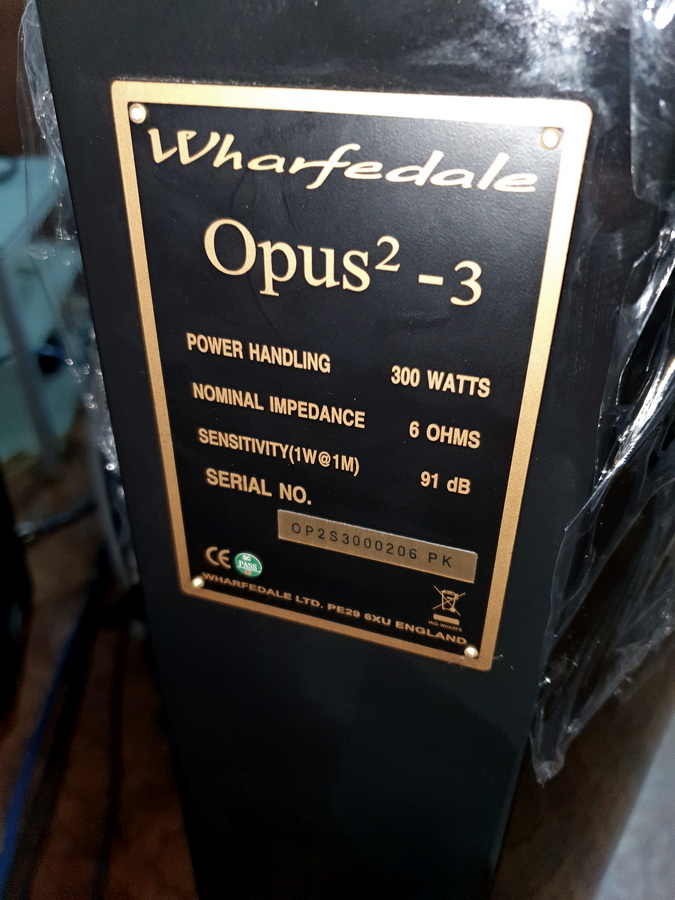 Wharfedale
Opus² -3
POWER HANDLING 300 WATTS
NOMINAL IMPEDANCE 6 OHMS
SENSITIVITY(1W@1M) 91 dB
SERIAL NO.
OP2S3000206 PK
CE QC PASS
WHARFEDALE LTD. PE29 6XU ENGLAND